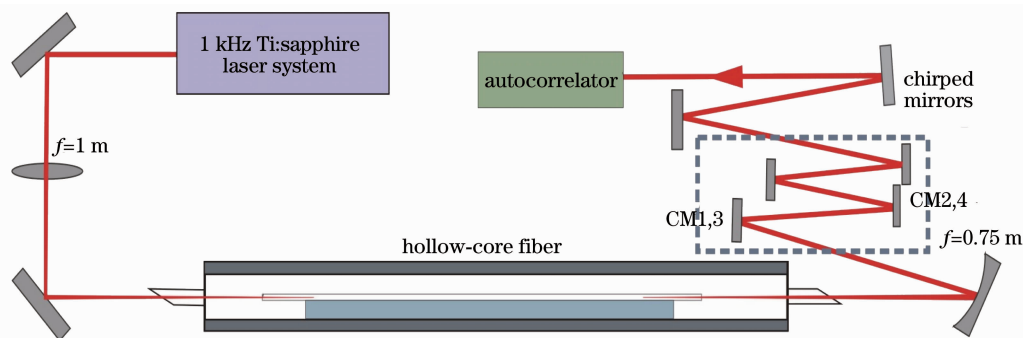 1 kHz Ti:sapphire
laser system
autocorrelator
chirped
mirrors
f=1 m
CM1,3
CM2,4
f=0.75 m
hollow-core fiber